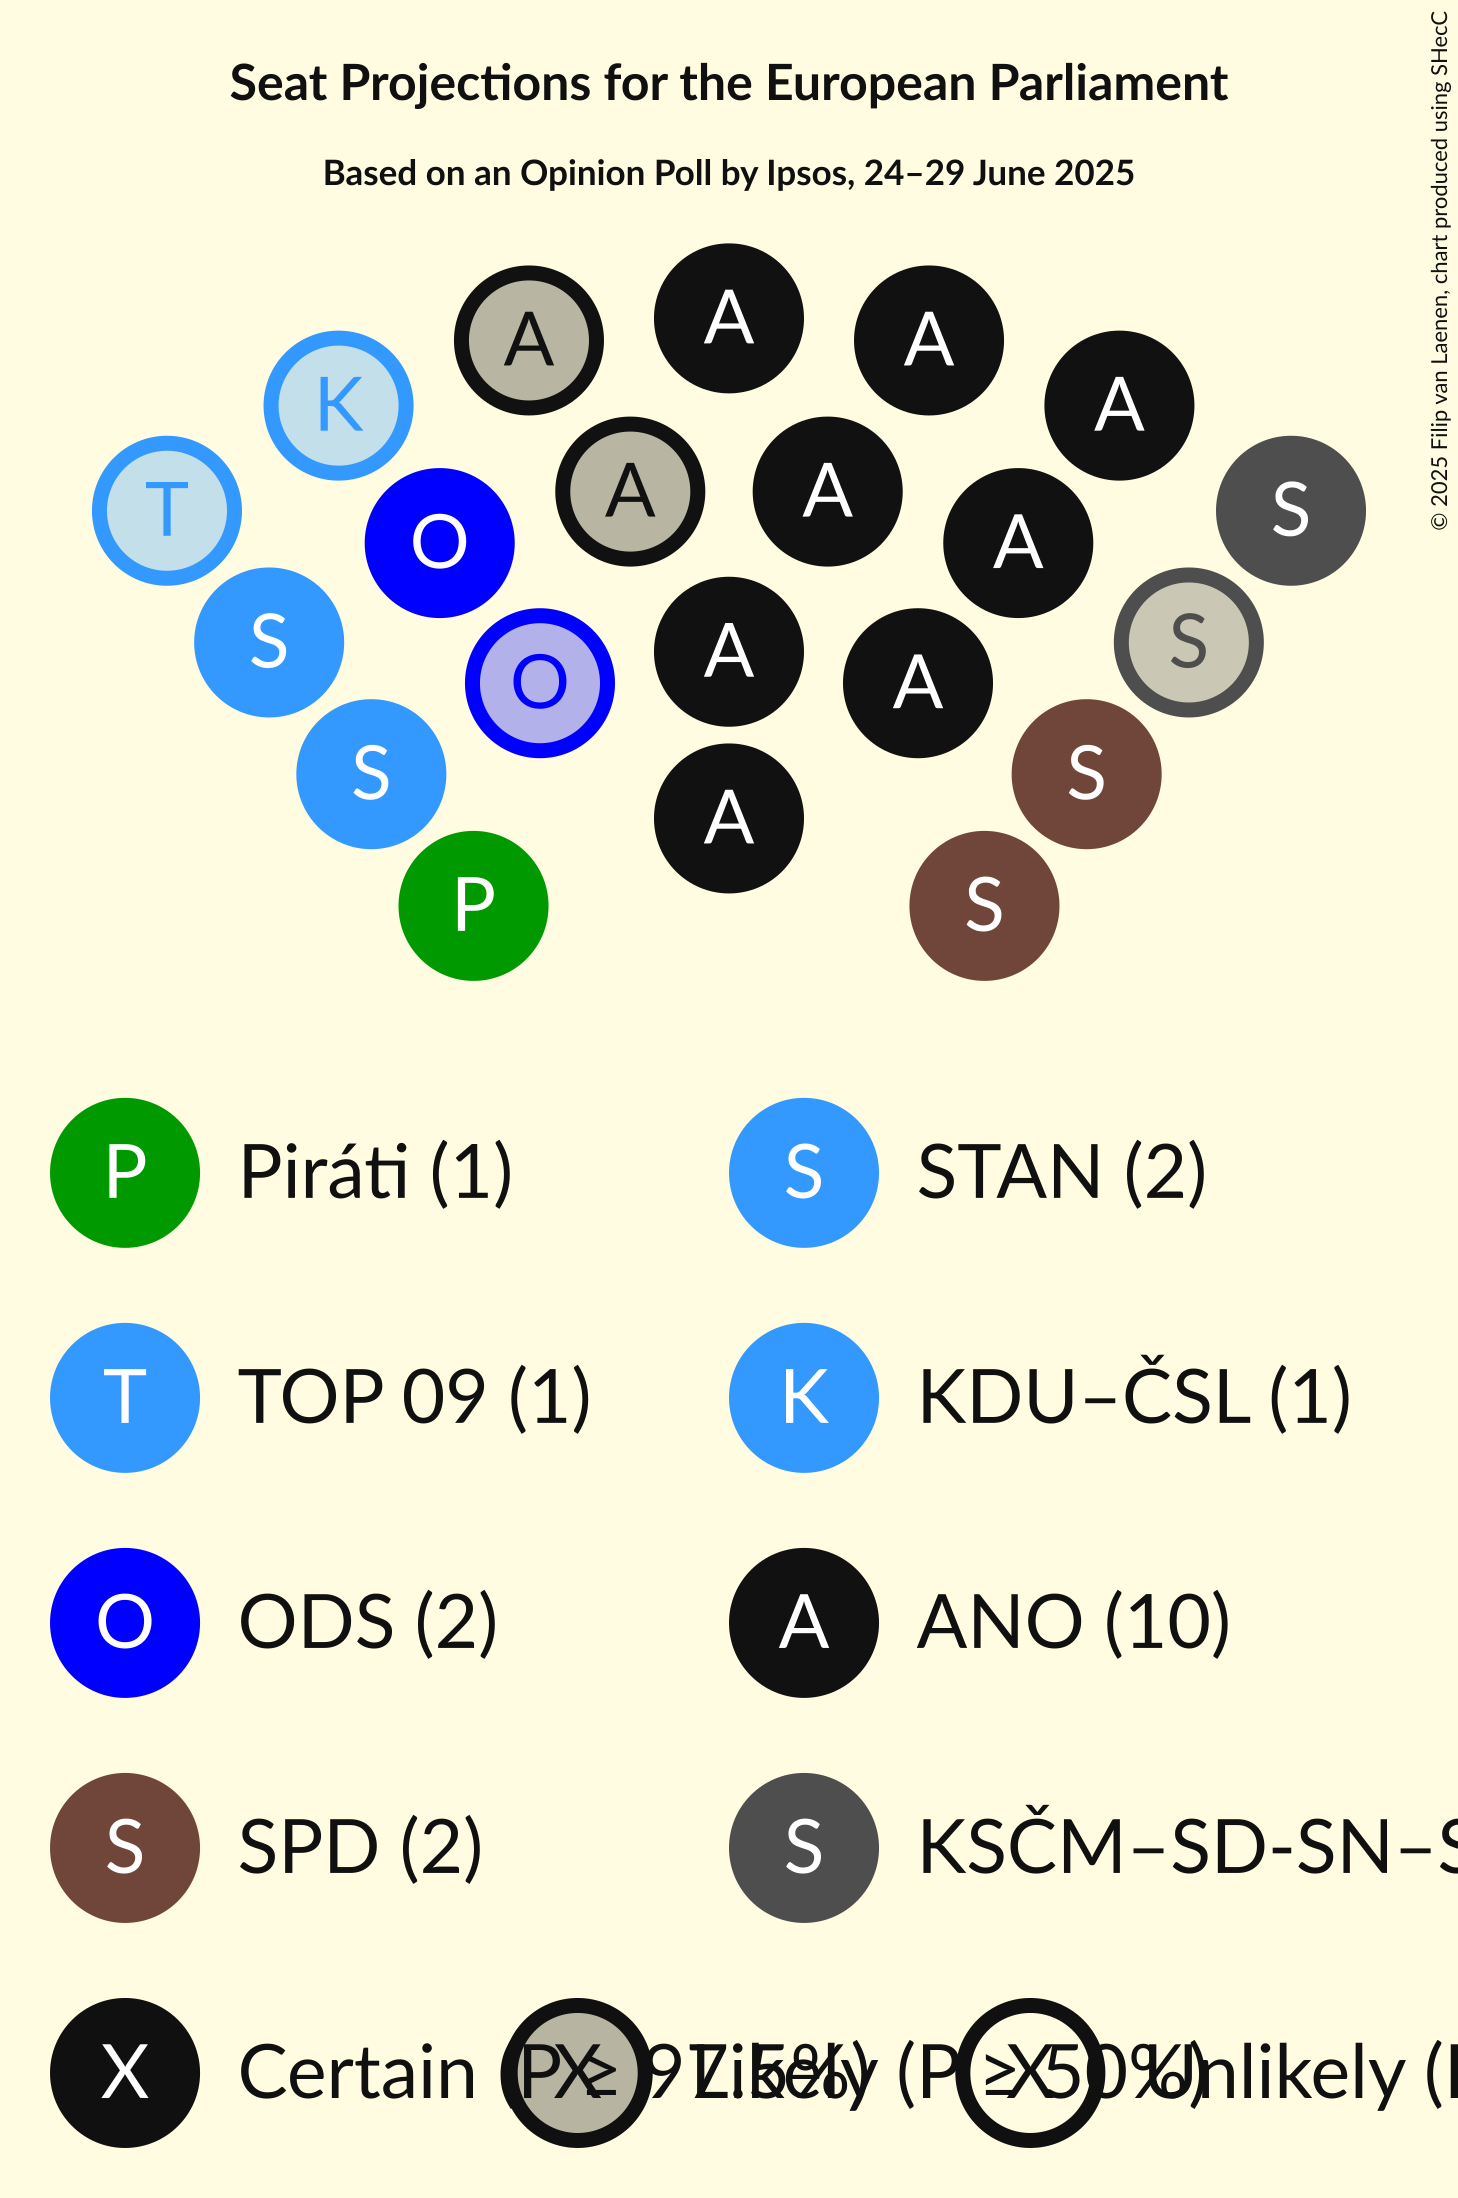 Seat Projections for the European Parliament
Based on an Opinion Poll by Ipsos, 24–29 June 2025
© 2025 Filip van Laenen, chart produced using SHecC
A
A A
K A
T A A S
O A
S A S
O A
S A S
P S
P Piráti (1) S STAN (2)
T TOP 09 (1) K KDU–ČSL (1)
O ODS (2) A ANO (10)
S SPD (2) S KSČM–SD-SN–S
X Certain (P ≥ 97.5%) X Likely (P ≥ 50%) X Unlikely (